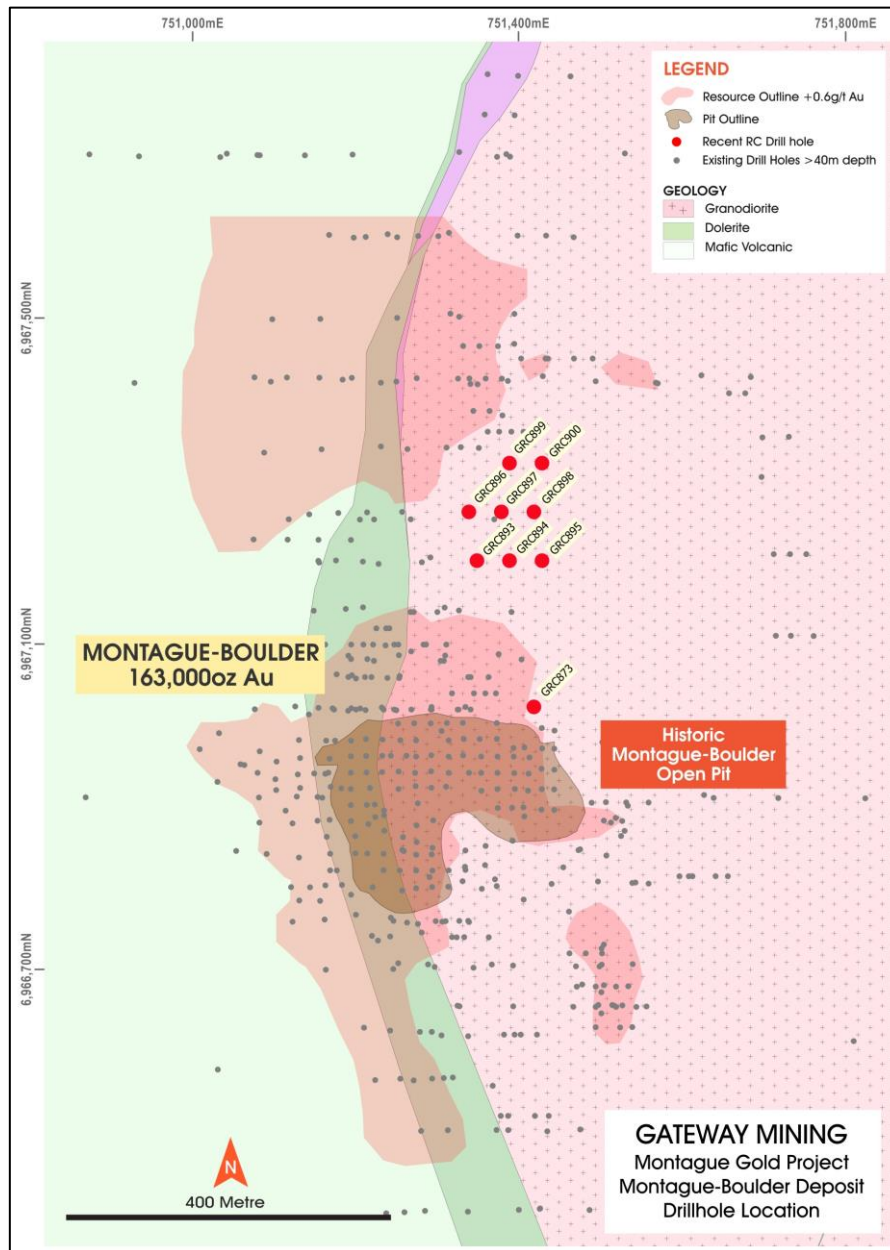 751,000mE
751,400mE
751,800mE
LEGEND
Resource Outline +0.6g/t Au
Pit Outline
Recent RC Drill hole
Existing Drill Holes >40m depth
GEOLOGY
Granodiorite
Dolerite
Mafic Volcanic
6,967,500mN
GRC899
GRC900
GRC896
GRC897
GRC898
GRC893
GRC894
GRC895
6,967,100mN
MONTAGUE-BOULDER
163,000oz Au
GRC873
Historic
Montague-Boulder
Open Pit
6,966,700mN
N
400 Metre
GATEWAY MINING
Montague Gold Project
Montague-Boulder Deposit
Drillhole Location